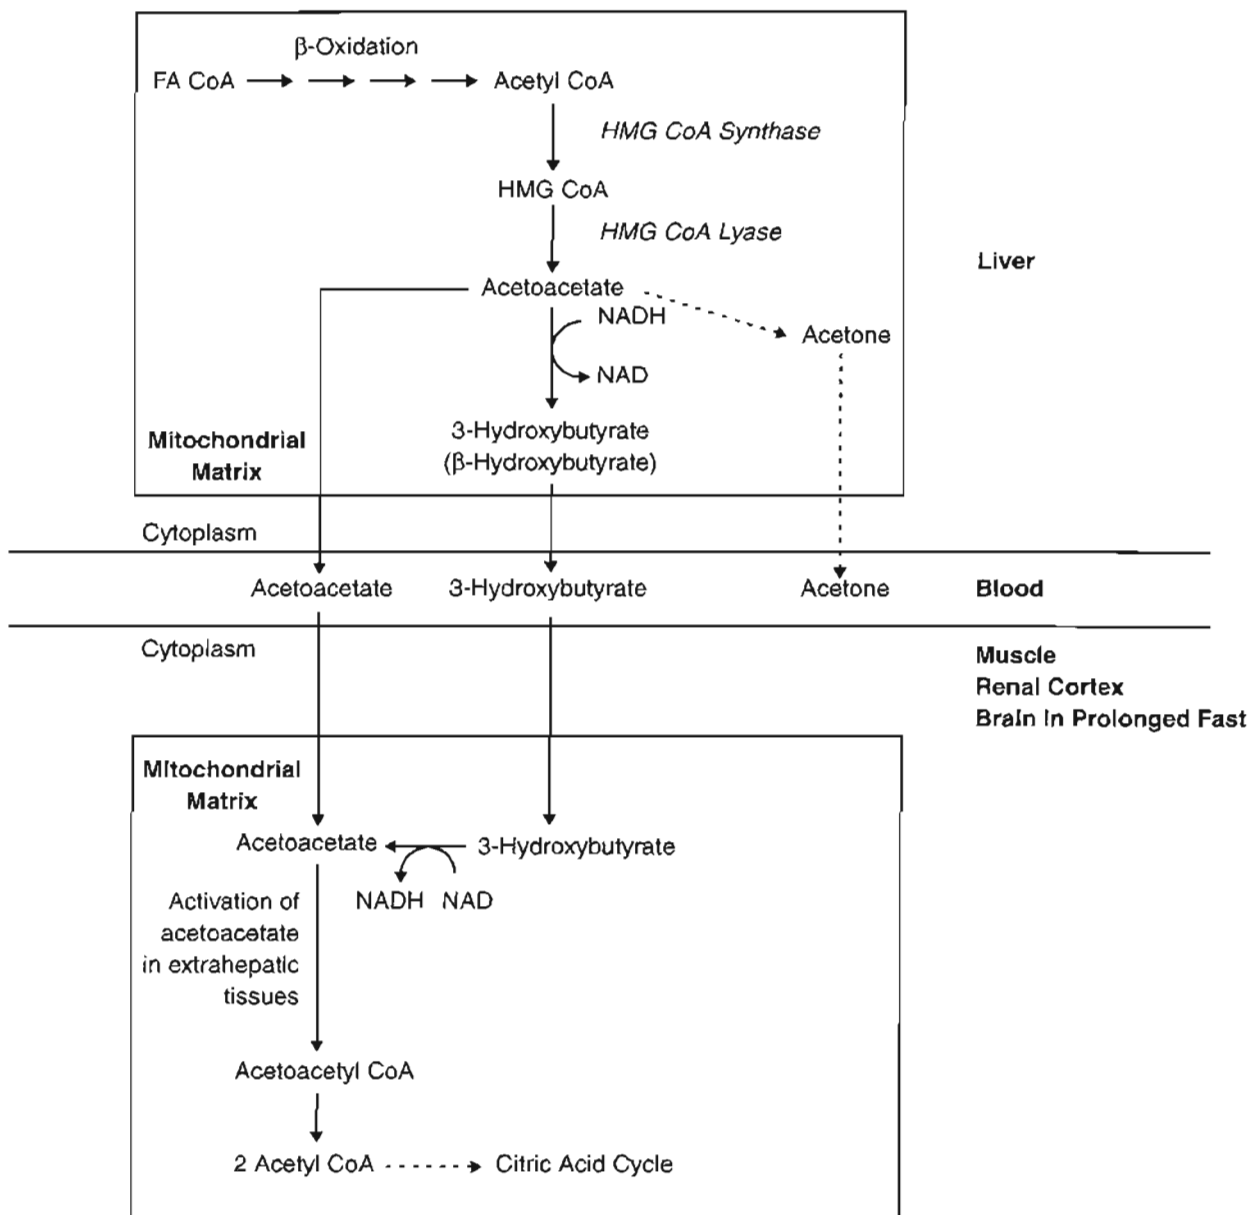 β-Oxidation
FA CoA
Acetyl CoA
HMG CoA Synthase
HMG CoA
HMG CoA Lyase
Liver
Acetoacetate
NADH
Acetone
NAD
3-Hydroxybutyrate
(β-Hydroxybutyrate)
Mitochondrial
Matrix
Cytoplasm
Acetoacetate
3-Hydroxybutyrate
Acetone
Blood
Cytoplasm
Muscle
Renal Cortex
Brain In Prolonged Fast
Mitochondrial
Matrix
Acetoacetate
3-Hydroxybutyrate
NADH NAD
Activation of
acetoacetate
in extrahepatic
tissues
Acetoacetyl CoA
2 Acetyl CoA
Citric Acid Cycle